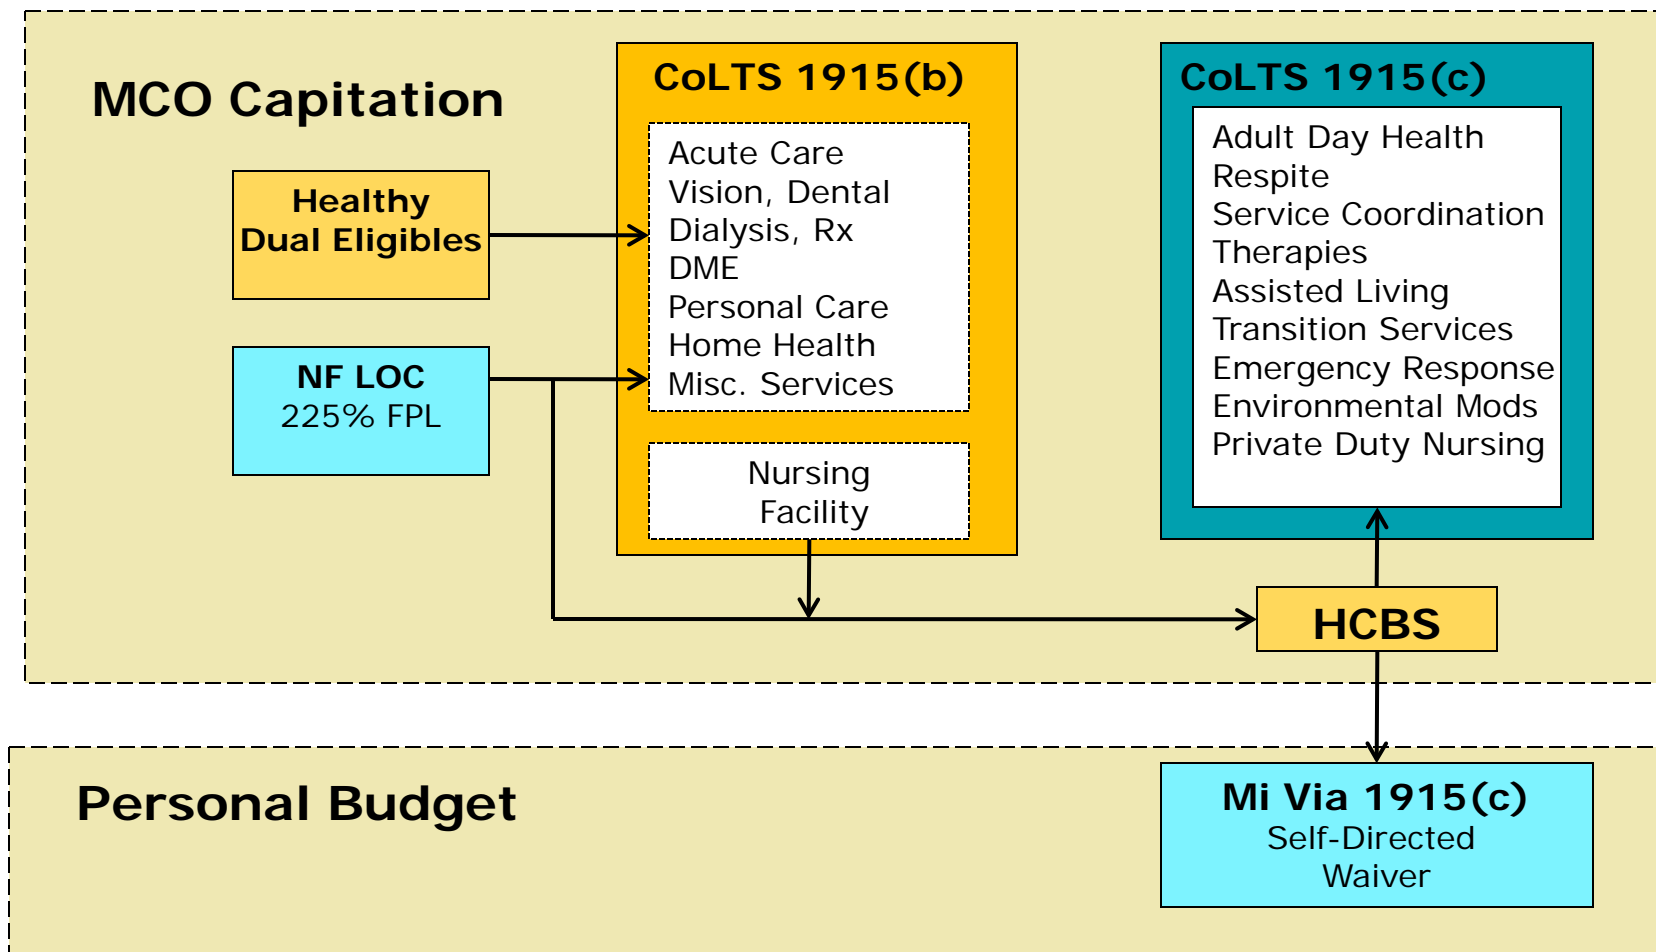 MCO Capitation
Healthy
Dual Eligibles
NF LOC
225% FPL
CoLTS 1915(b)
Acute Care
Vision, Dental
Dialysis, Rx
DME
Personal Care
Home Health
Misc. Services
Nursing
Facility
CoLTS 1915(c)
Adult Day Health
Respite
Service Coordination
Therapies
Assisted Living
Transition Services
Emergency Response
Environmental Mods
Private Duty Nursing
HCBS
Personal Budget
Mi Via 1915(c)
Self-Directed
Waiver